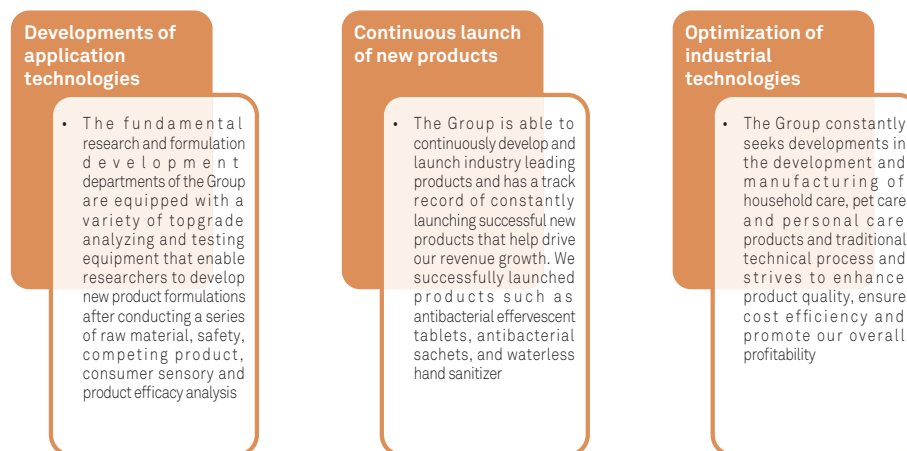 Developments of
application
technologies
• The fundamental
research and formulation
development
departments of the Group
are equipped with a
variety of topgrade
analyzing and testing
equipment that enable
researchers to develop
new product formulations
after conducting a series
of raw material, safety,
competing product,
consumer sensory and
product efficacy analysis
Continuous launch
of new products
• The Group is able to
continuously develop and
launch industry leading
products and has a track
record of constantly
launching successful new
products that help drive
our revenue growth. We
successfully launched
products such as
antibacterial effervescent
tablets, antibacterial
sachets, and waterless
hand sanitizer
Optimization of
industrial
technologies
• The Group constantly
seeks developments in
the development and
manufacturing of
household care, pet care
and personal care
products and traditional
technical process and
strives to enhance
product quality, ensure
cost efficiency and
promote our overall
profitability